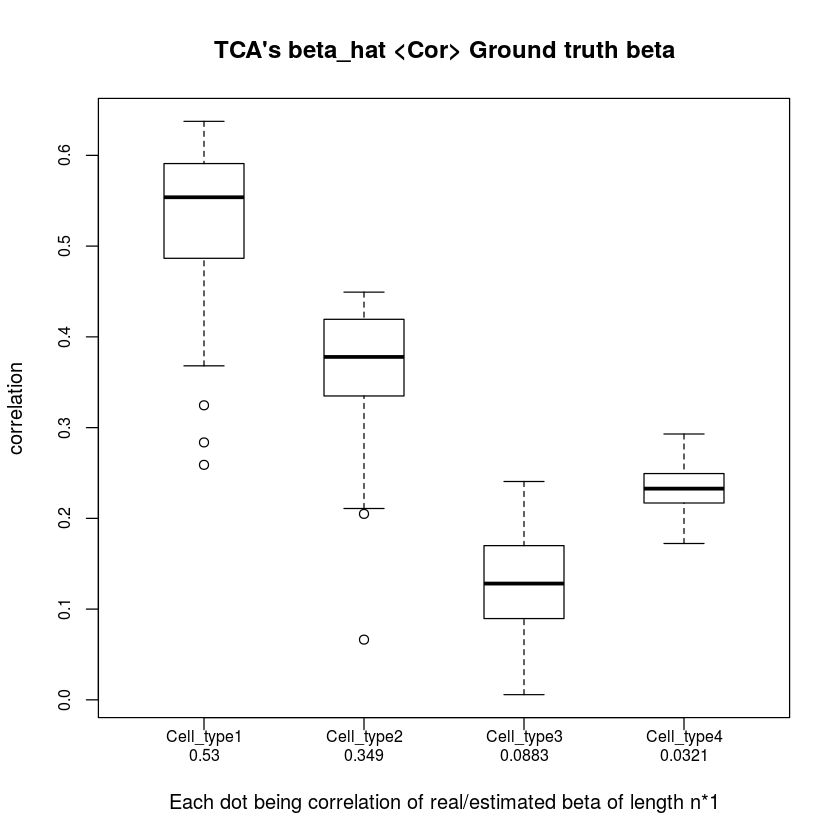 TCA's beta_hat <Cor> Ground truth beta
correlation
0.6
0.5
0.4
0.3
0.2
0.1
0.0
Cell_type1 Cell_type2 Cell_type3 Cell_type4
0.53 0.349 0.0883 0.0321
Each dot being correlation of real/estimated beta of length n*1